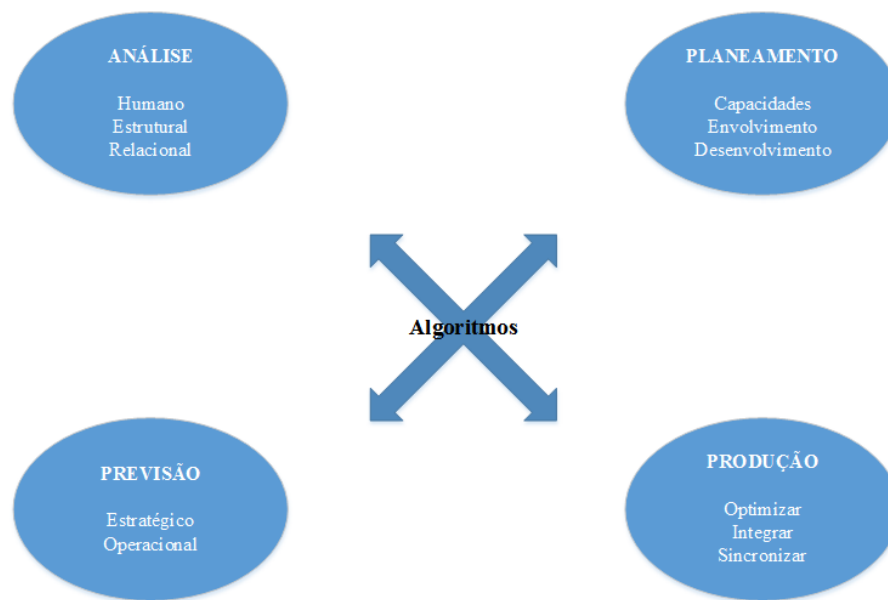 ANÁLISE
Humano
Estrutural
Relacional
PLANEAMENTO
Capacidades
Envolvimento
Desenvolvimento
Algoritmos
PREVISÃO
Estratégico
Operacional
PRODUÇÃO
Optimizar
Integrar
Sincronizar